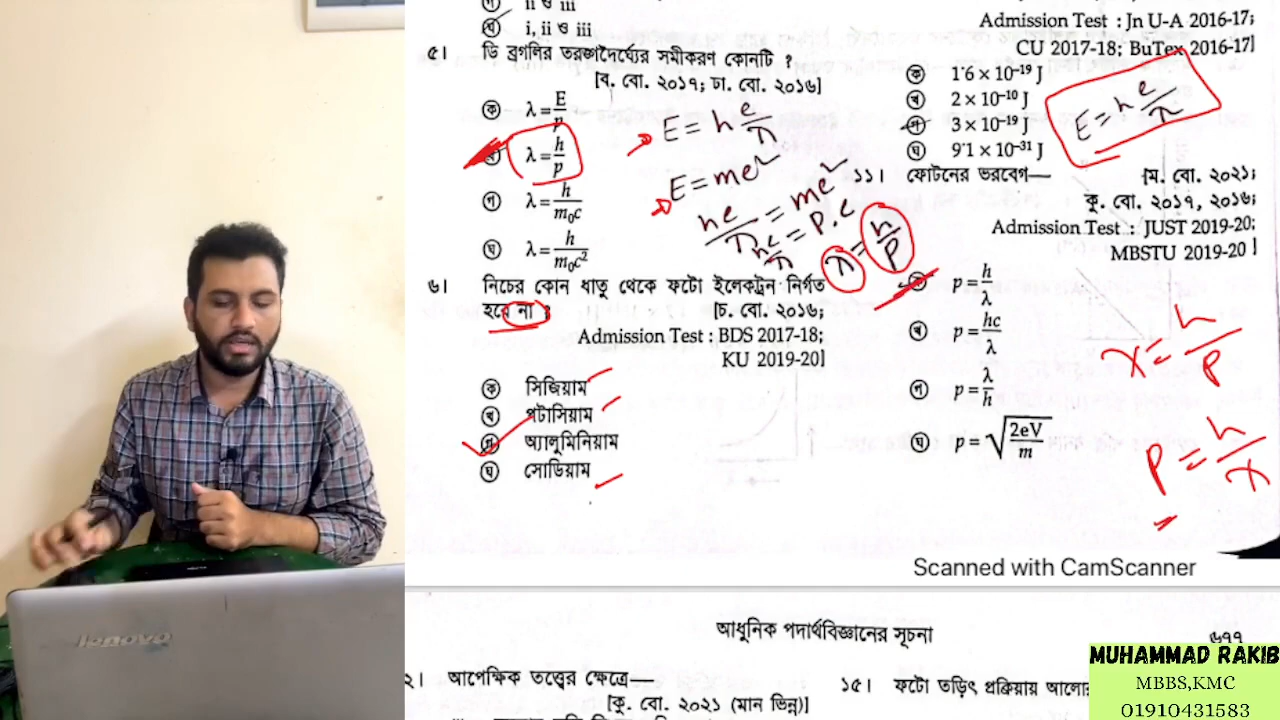 ii ও iii
ঘ i, ii ও iii
৫। ডি ব্রগলির তরঙ্গদৈর্ঘ্যের সমীকরণ কোনটি ?
[ব. বো. ২০১৭; ঢা. বো. ২০১৬]
ক λ = E/p
খ λ = h/p
গ λ = h/m₀c
ঘ λ = h/m₀c²
E = h c/λ
E = mc²
hc/λ = mc²
hc/λ = P.c
λ = h/P
৬। নিচের কোন ধাতু থেকে ফটো ইলেকট্রন নির্গত
হবে না ?
[চ. বো. ২০১৬;
Admission Test : BDS 2017-18;
KU 2019-20]
ক সিজিয়াম
খ পটাসিয়াম
গ অ্যালুমিনিয়াম
ঘ সোডিয়াম
Admission Test : Jn U-A 2016-17;
CU 2017-18; BuTex 2016-17]
ক 1·6 × 10⁻¹⁹ J
খ 2 × 10⁻¹⁰ J
গ 3 × 10⁻¹⁹ J
ঘ 9·1 × 10⁻³¹ J
E = h c/λ
১১। ফোটনের ভরবেগ—
[ম. বো. ২০২১;
কু. বো. ২০১৭, ২০১৬;
Admission Test : JUST 2019-20;
MBSTU 2019-20 ]
ক p = h/λ
খ p = hc/λ
গ p = λ/h
ঘ p = √(2eV/m)
λ = h/P
P = h/λ
Scanned with CamScanner
আধুনিক পদার্থবিজ্ঞানের সূচনা
৬৭৭
২। আপেক্ষিক তত্ত্বের ক্ষেত্রে—
[কু. বো. ২০২১ (মান ভিন্ন)]
১৫। ফটো তড়িৎ প্রক্রিয়ায়
lenovo
MUHAMMAD RAKIB
MBBS,KMC
01910431583